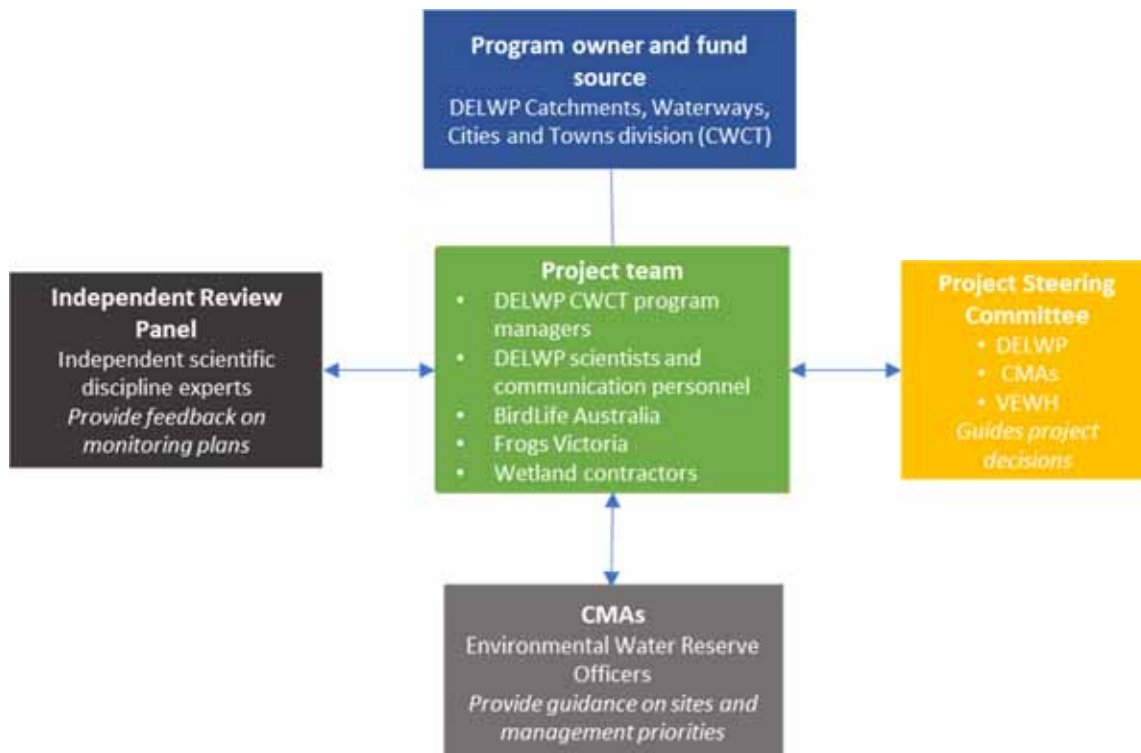 Program owner and fund
source
DELWP Catchments, Waterways,
Cities and Towns division (CWCT)
Independent Review
Panel
Independent scientific
discipline experts
Provide feedback on
monitoring plans
Project team
• DELWP CWCT program
managers
• DELWP scientists and
communication personnel
• BirdLife Australia
• Frogs Victoria
• Wetland contractors
Project Steering
Committee
• DELWP
• CMAs
• VEWH
Guides project
decisions
CMAs
Environmental Water Reserve
Officers
Provide guidance on sites and
management priorities